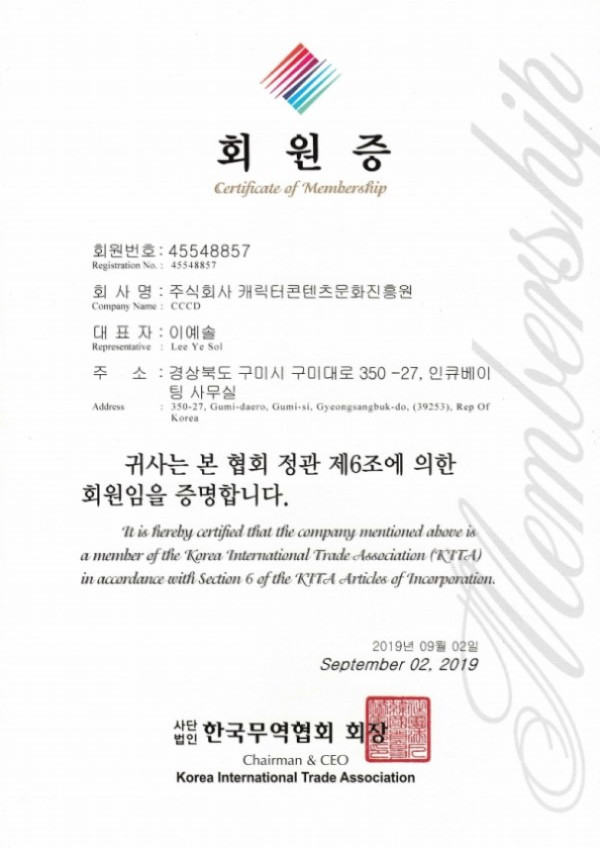 회 원 증
Certificate of Membership
회원번호 : 45548857
Registration No. : 45548857
회 사 명 : 주식회사 캐릭터콘텐츠문화진흥원
Company Name : CCCD
대 표 자 : 이예솔
Representative : Lee Ye Sol
주 소 : 경상북도 구미시 구미대로 350 -27, 인큐베이
팅 사무실
Address : 350-27, Gumi-daero, Gumi-si, Gyeongsangbuk-do, (39253), Rep Of
Korea
귀사는 본 협회 정관 제6조에 의한
회원임을 증명합니다.
It is hereby certified that the company mentioned above is
a member of the Korea International Trade Association (KITA)
in accordance with Section 6 of the KITA Articles of Incorporation.
2019년 09월 02일
September 02, 2019
사단
법인 한국무역협회 회장
Chairman & CEO
Korea International Trade Association
Membership